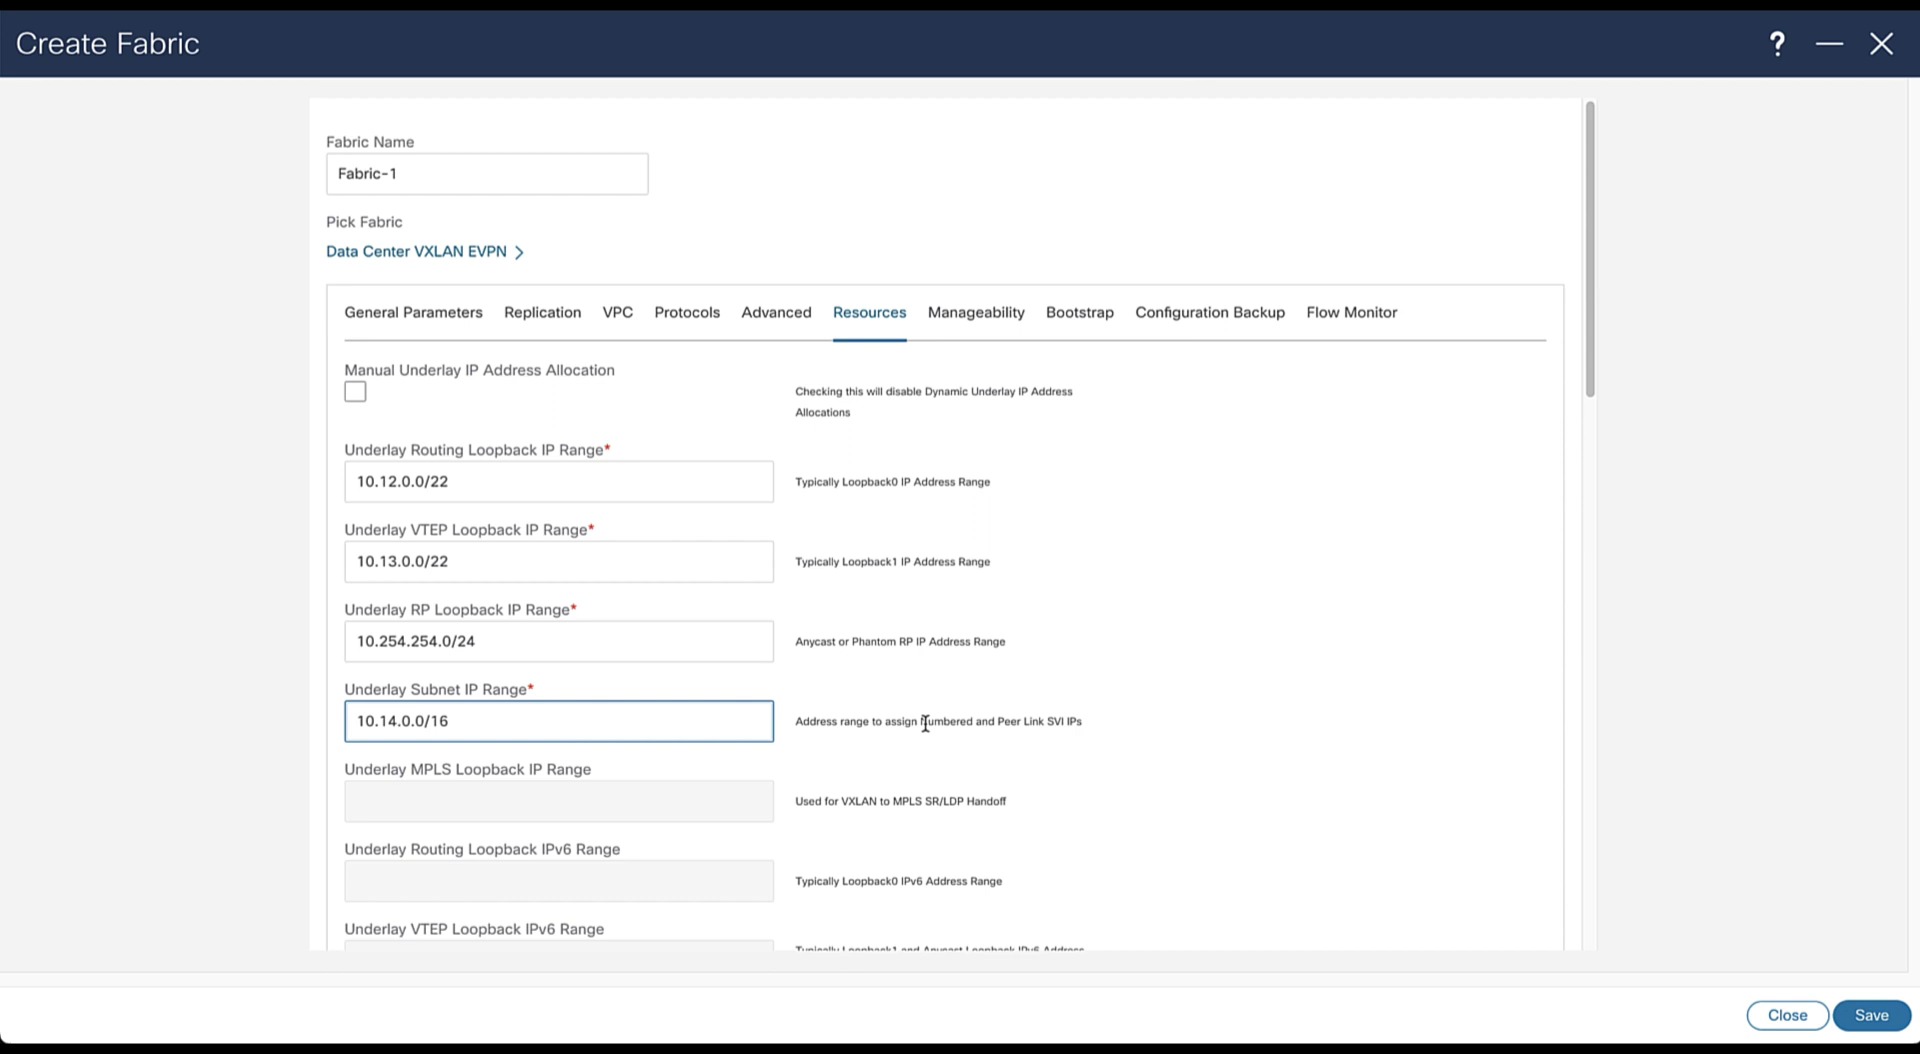 Create Fabric
?
Fabric Name
Fabric-1
Pick Fabric
Data Center VXLAN EVPN
General Parameters Replication VPC Protocols Advanced Resources Manageability Bootstrap Configuration Backup Flow Monitor
Manual Underlay IP Address Allocation
Checking this will disable Dynamic Underlay IP Address
Allocations
Underlay Routing Loopback IP Range*
10.12.0.0/22
Typically Loopback0 IP Address Range
Underlay VTEP Loopback IP Range*
10.13.0.0/22
Typically Loopback1 IP Address Range
Underlay RP Loopback IP Range*
10.254.254.0/24
Anycast or Phantom RP IP Address Range
Underlay Subnet IP Range*
10.14.0.0/16
Address range to assign Numbered and Peer Link SVI IPs
Underlay MPLS Loopback IP Range
Used for VXLAN to MPLS SR/LDP Handoff
Underlay Routing Loopback IPv6 Range
Typically Loopback0 IPv6 Address Range
Underlay VTEP Loopback IPv6 Range
Typically Loopback1 and Anycast Loopback IPv6 Address
Close Save